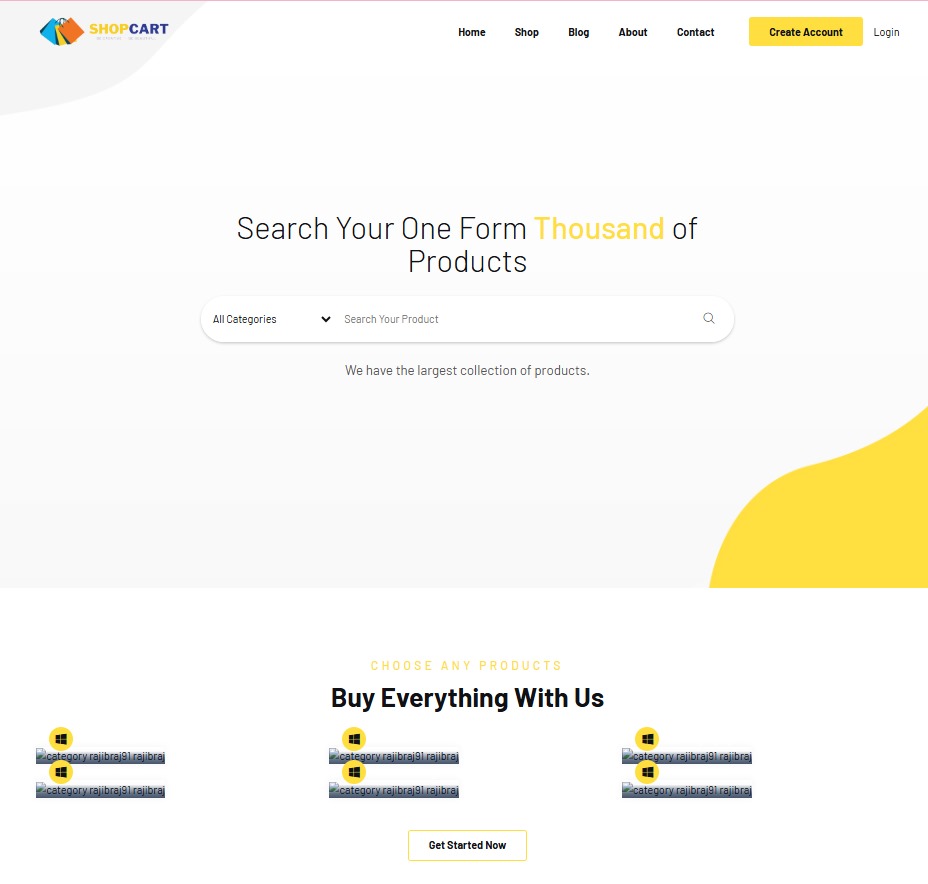 SHOPCART
Home Shop Blog About Contact Create Account Login
Search Your One Form Thousand of
Products
All Categories Search Your Product
We have the largest collection of products.
CHOOSE ANY PRODUCTS
Buy Everything With Us
category rajibraj91 rajibraj category rajibraj91 rajibraj category rajibraj91 rajibraj
category rajibraj91 rajibraj category rajibraj91 rajibraj category rajibraj91 rajibraj
Get Started Now